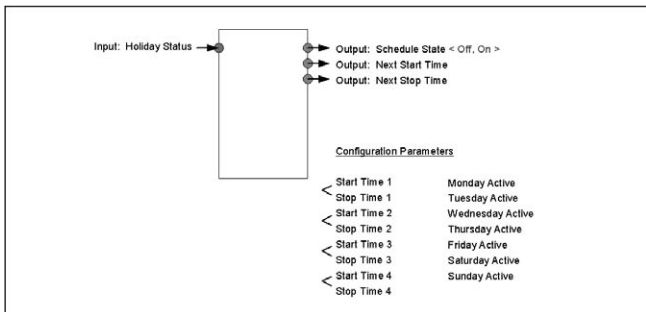 Input: Holiday Status
Output: Schedule State < Off, On >
Output: Next Start Time
Output: Next Stop Time
Configuration Parameters
Start Time 1 Monday Active
Stop Time 1 Tuesday Active
Start Time 2 Wednesday Active
Stop Time 2 Thursday Active
Start Time 3 Friday Active
Stop Time 3 Saturday Active
Start Time 4 Sunday Active
Stop Time 4